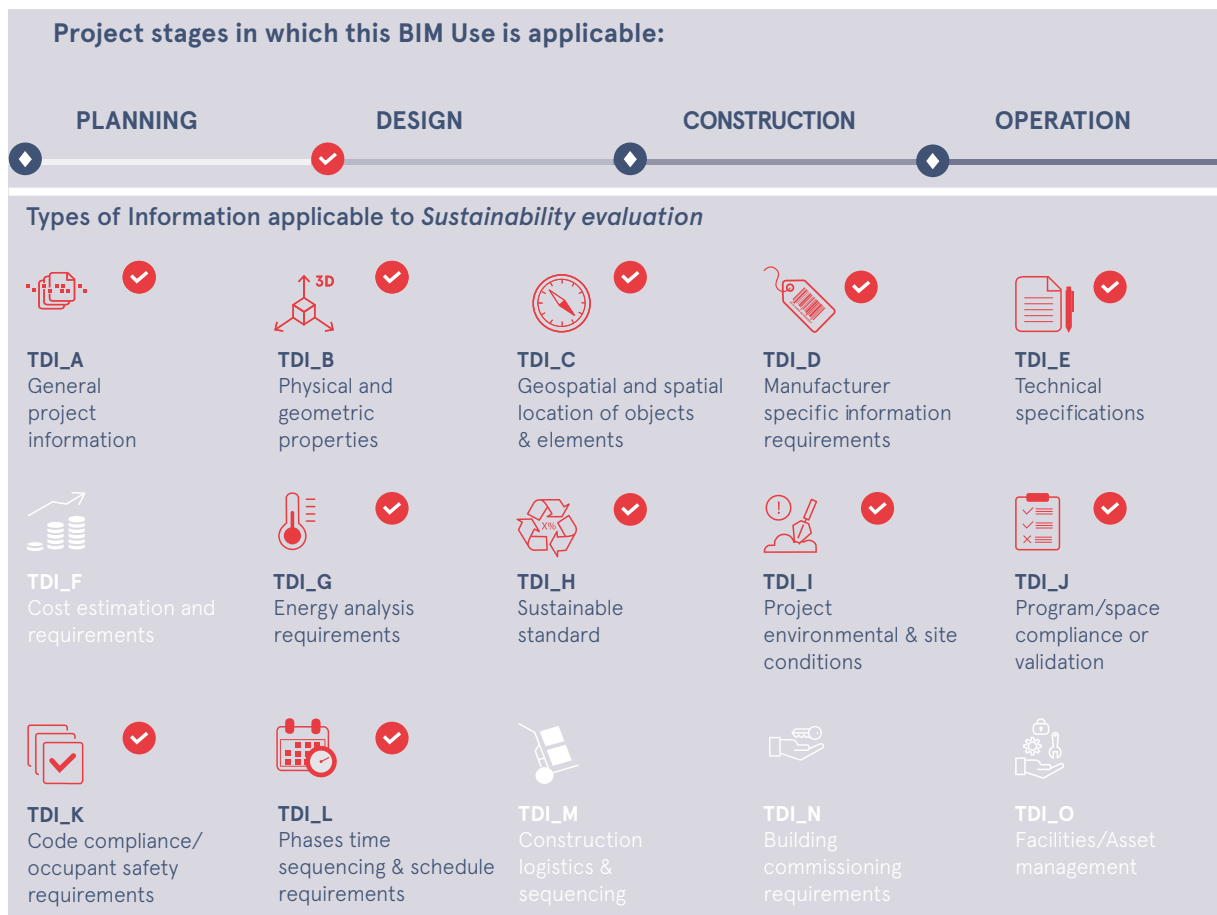 Project stages in which this BIM Use is applicable:
PLANNING
DESIGN
CONSTRUCTION
OPERATION
Types of Information applicable to Sustainability evaluation
3D
TDI_A
General
project
information
TDI_B
Physical and
geometric
properties
TDI_C
Geospatial and spatial
location of objects
& elements
TDI_D
Manufacturer
specific information
requirements
TDI_E
Technical
specifications
TDI_F
Cost estimation and
requirements
TDI_G
Energy analysis
requirements
X%
TDI_H
Sustainable
standard
!
TDI_I
Project
environmental & site
conditions
TDI_J
Program/space
compliance or
validation
TDI_K
Code compliance/
occupant safety
requirements
TDI_L
Phases time
sequencing & schedule
requirements
TDI_M
Construction
logistics &
sequencing
TDI_N
Building
commissioning
requirements
TDI_O
Facilities/Asset
management